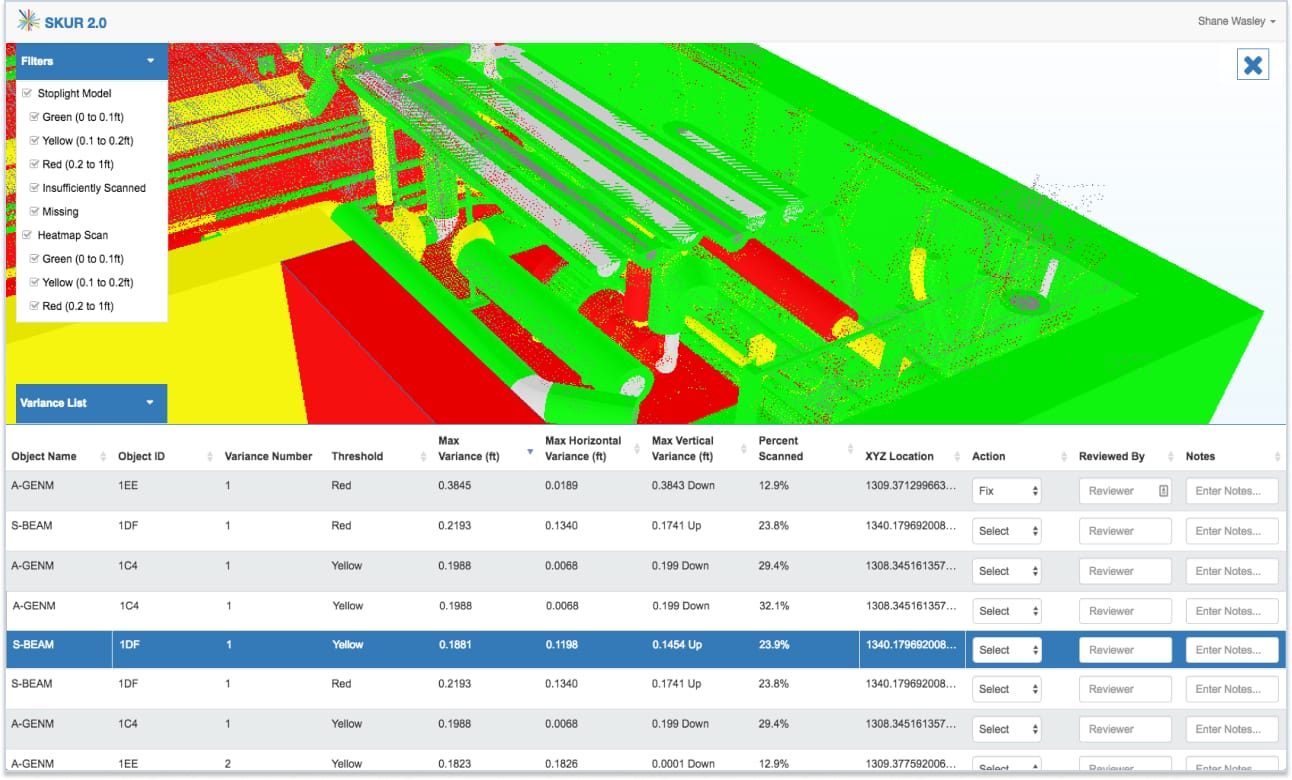 SKUR 2.0
Shane Wasley
Filters
Stoplight Model
Green (0 to 0.1ft)
Yellow (0.1 to 0.2ft)
Red (0.2 to 1ft)
Insufficiently Scanned
Missing
Heatmap Scan
Green (0 to 0.1ft)
Yellow (0.1 to 0.2ft)
Red (0.2 to 1ft)
Variance List
Object Name Object ID Variance Number Threshold Max Variance (ft) Max Horizontal Variance (ft) Max Vertical Variance (ft) Percent Scanned XYZ Location Action Reviewed By Notes
A-GENM 1EE 1 Red 0.3845 0.0189 0.3843 Down 12.9% 1309.371299663... Fix Reviewer Enter Notes...
S-BEAM 1DF 1 Red 0.2193 0.1340 0.1741 Up 23.8% 1340.179692008... Select Reviewer Enter Notes...
A-GENM 1C4 1 Yellow 0.1988 0.0068 0.199 Down 29.4% 1308.345161357... Select Reviewer Enter Notes...
A-GENM 1C4 1 Yellow 0.1988 0.0068 0.199 Down 32.1% 1308.345161357... Select Reviewer Enter Notes...
S-BEAM 1DF 1 Yellow 0.1881 0.1198 0.1454 Up 23.9% 1340.179692008... Select Reviewer Enter Notes...
S-BEAM 1DF 1 Red 0.2193 0.1340 0.1741 Up 23.8% 1340.179692008... Select Reviewer Enter Notes...
A-GENM 1C4 1 Yellow 0.1988 0.0068 0.199 Down 29.4% 1308.345161357... Select Reviewer Enter Notes...
A-GENM 1EE 2 Yellow 0.1823 0.1826 0.0001 Down 12.9% 1309.377592006... Select Reviewer Enter Notes...